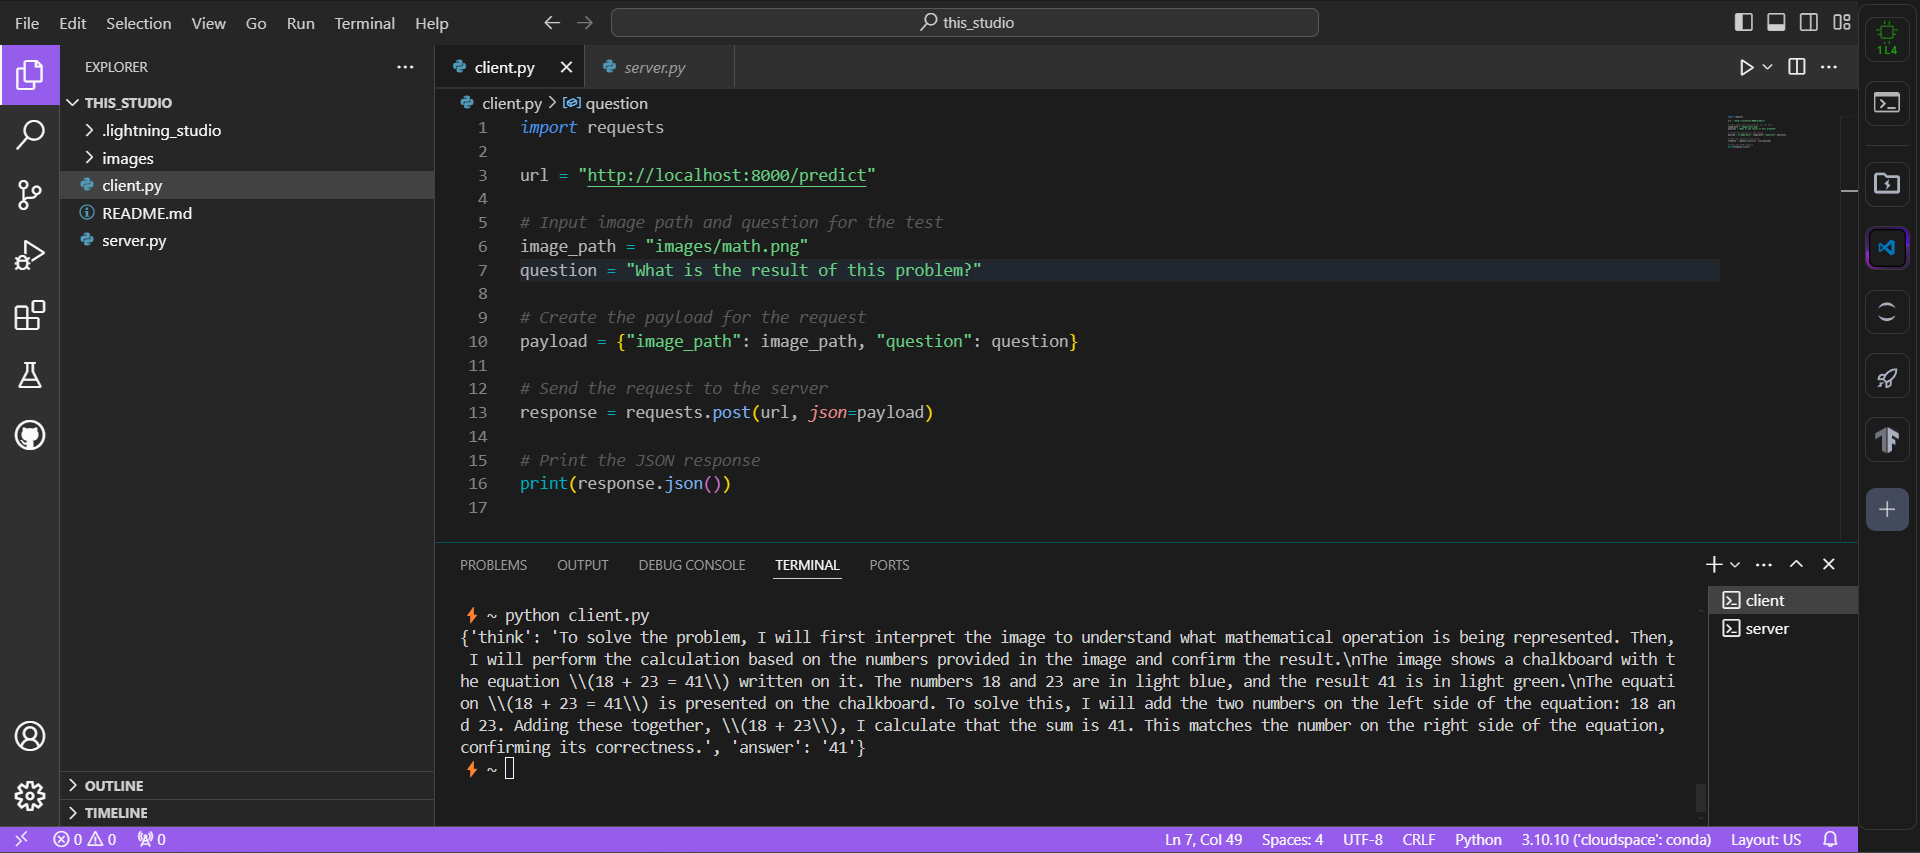 File Edit Selection View Go Run Terminal Help
this_studio
1 L4
EXPLORER
THIS_STUDIO
.lightning_studio
images
client.py
README.md
server.py
OUTLINE
TIMELINE
client.py
server.py
client.py
question
1 import requests
2
3 url = "http://localhost:8000/predict"
4
5 # Input image path and question for the test
6 image_path = "images/math.png"
7 question = "What is the result of this problem?"
8
9 # Create the payload for the request
10 payload = {"image_path": image_path, "question": question}
11
12 # Send the request to the server
13 response = requests.post(url, json=payload)
14
15 # Print the JSON response
16 print(response.json())
17
PROBLEMS OUTPUT DEBUG CONSOLE TERMINAL PORTS
~ python client.py
{'think': 'To solve the problem, I will first interpret the image to understand what mathematical operation is being represented. Then,
I will perform the calculation based on the numbers provided in the image and confirm the result.\nThe image shows a chalkboard with t
he equation \\(18 + 23 = 41\\) written on it. The numbers 18 and 23 are in light blue, and the result 41 is in light green.\nThe equati
on \\(18 + 23 = 41\\) is presented on the chalkboard. To solve this, I will add the two numbers on the left side of the equation: 18 an
d 23. Adding these together, \\(18 + 23\\), I calculate that the sum is 41. This matches the number on the right side of the equation,
confirming its correctness.', 'answer': '41'}
~
client
server
0 0 0
Ln 7, Col 49 Spaces: 4 UTF-8 CRLF Python 3.10.10 ('cloudspace': conda) Layout: US